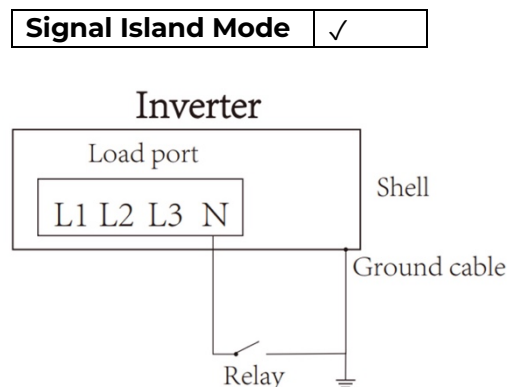 Signal Island Mode ✓
Inverter
Load port
L1 L2 L3 N
Shell
Ground cable
Relay